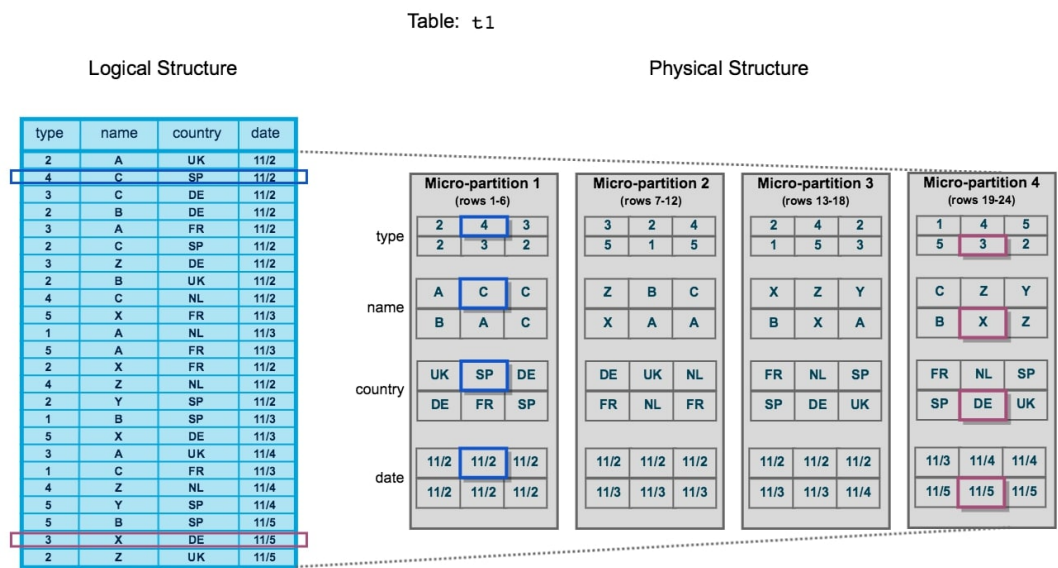 Table: t1
Logical Structure
Physical Structure
type name country date
2 A UK 11/2
4 C SP 11/2
3 C DE 11/2
2 B DE 11/2
3 A FR 11/2
2 C SP 11/2
3 Z DE 11/2
2 B UK 11/2
4 C NL 11/2
5 X FR 11/3
1 A NL 11/3
5 A FR 11/3
2 X FR 11/2
4 Z NL 11/2
2 Y SP 11/2
1 B SP 11/3
5 X DE 11/3
3 A UK 11/4
1 C FR 11/3
4 Z NL 11/4
5 Y SP 11/4
5 B SP 11/5
3 X DE 11/5
2 Z UK 11/5
Micro-partition 1 Micro-partition 2 Micro-partition 3 Micro-partition 4
(rows 1-6) (rows 7-12) (rows 13-18) (rows 19-24)
type
2 4 3 3 2 4 2 4 2 1 4 5
2 3 2 5 1 5 1 5 3 5 3 2
name
A C C Z B C X Z Y C Z Y
B A C X A A B X A B X Z
country
UK SP DE DE UK NL FR NL SP FR NL SP
DE FR SP FR NL FR SP DE UK SP DE UK
date
11/2 11/2 11/2 11/2 11/2 11/2 11/2 11/2 11/2 11/3 11/4 11/4
11/2 11/2 11/2 11/3 11/3 11/3 11/3 11/3 11/4 11/5 11/5 11/5